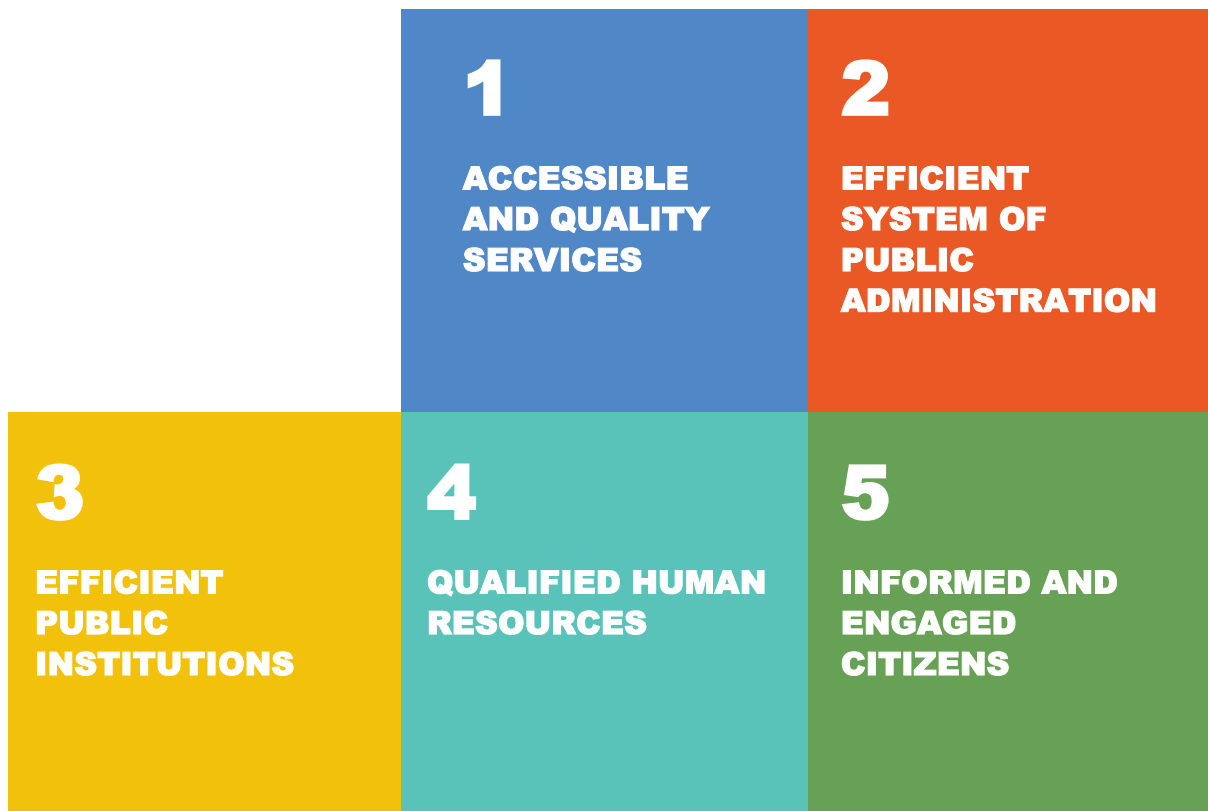 1
ACCESSIBLE
AND QUALITY
SERVICES
2
EFFICIENT
SYSTEM OF
PUBLIC
ADMINISTRATION
3
EFFICIENT
PUBLIC
INSTITUTIONS
4
QUALIFIED HUMAN
RESOURCES
5
INFORMED AND
ENGAGED
CITIZENS